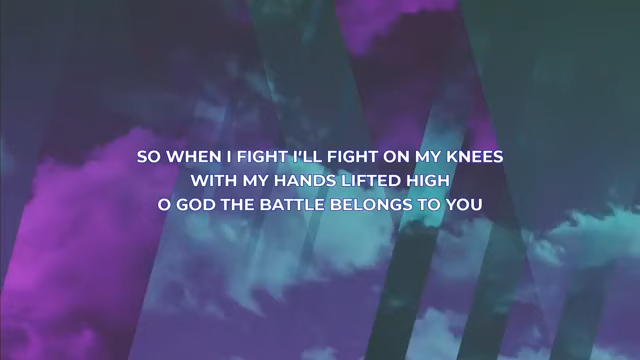 SO WHEN I FIGHT I'LL FIGHT ON MY KNEES
WITH MY HANDS LIFTED HIGH
O GOD THE BATTLE BELONGS TO YOU